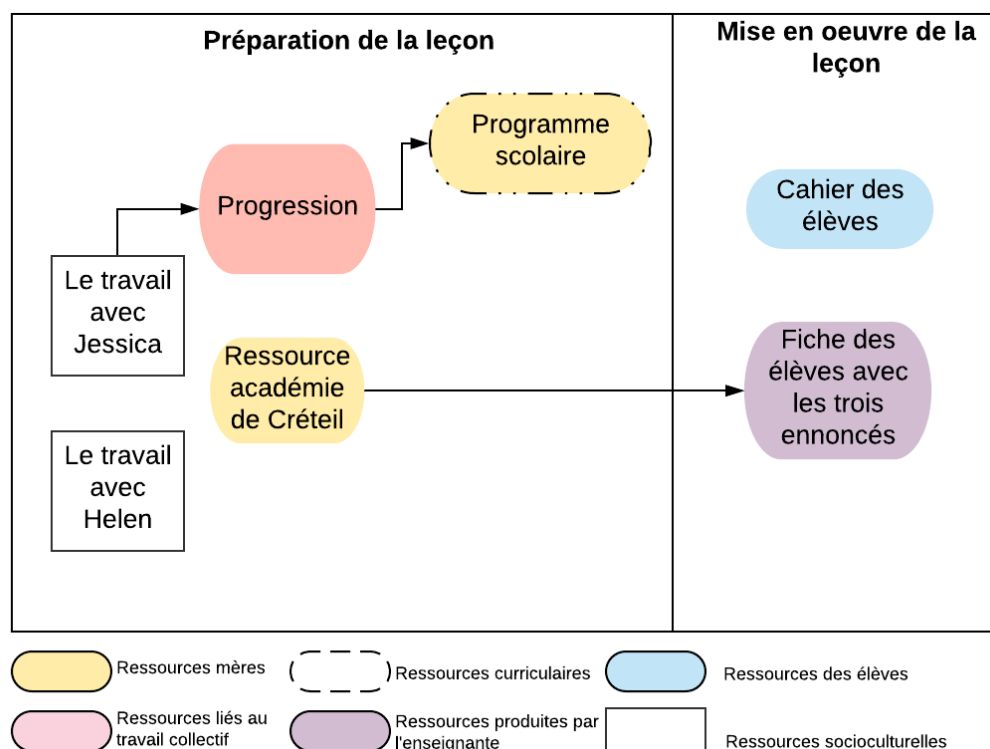 Préparation de la leçon
Mise en oeuvre de la
leçon
Programme
scolaire
Progression
Cahier des
élèves
Le travail
avec
Jessica
Ressource
académie
de Créteil
Fiche des
élèves avec
les trois
ennoncés
Le travail
avec
Helen
Ressources mères
Ressources curriculaires
Ressources des élèves
Ressources liés au
travail collectif
Ressources produites par
l'enseignante
Ressources socioculturelles